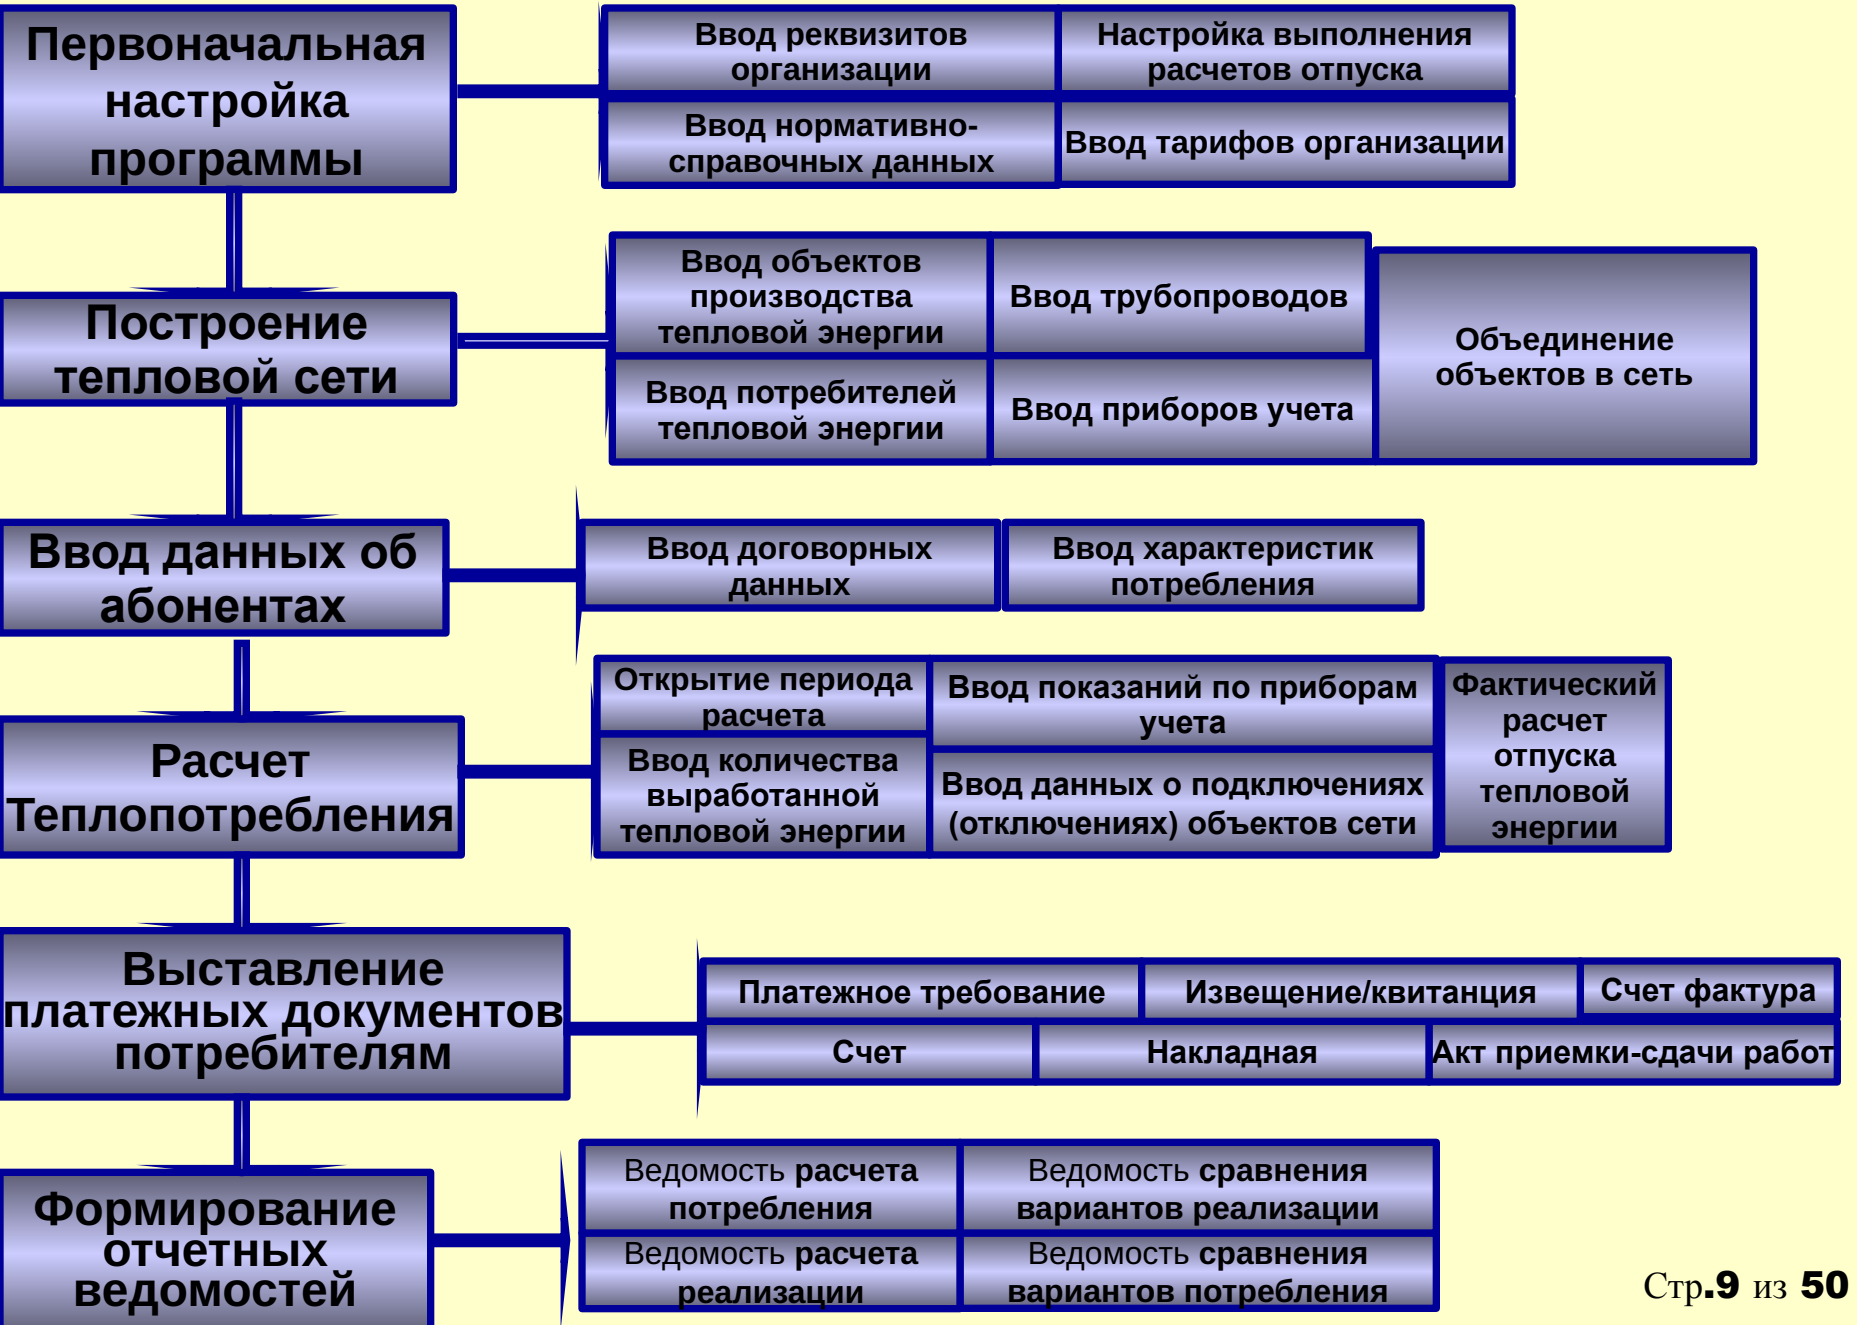 Первоначальная
настройка
программы
Ввод реквизитов
организации
Настройка выполнения
расчетов отпуска
Ввод нормативно-
справочных данных
Ввод тарифов организации
Построение
тепловой сети
Ввод объектов
производства
тепловой энергии
Ввод трубопроводов
Ввод потребителей
тепловой энергии
Ввод приборов учета
Объединение
объектов в сеть
Ввод данных об
абонентах
Ввод договорных
данных
Ввод характеристик
потребления
Расчет
Теплопотребления
Открытие периода
расчета
Ввод показаний по приборам
учета
Ввод количества
выработанной
тепловой энергии
Ввод данных о подключениях
(отключениях) объектов сети
Фактический
расчет
отпуска
тепловой
энергии
Выставление
платежных документов
потребителям
Платежное требование
Извещение/квитанция
Счет фактура
Счет
Накладная
Акт приемки-сдачи работ
Формирование
отчетных
ведомостей
Ведомость расчета
потребления
Ведомость сравнения
вариантов реализации
Ведомость расчета
реализации
Ведомость сравнения
вариантов потребления
Стр.9 из 50